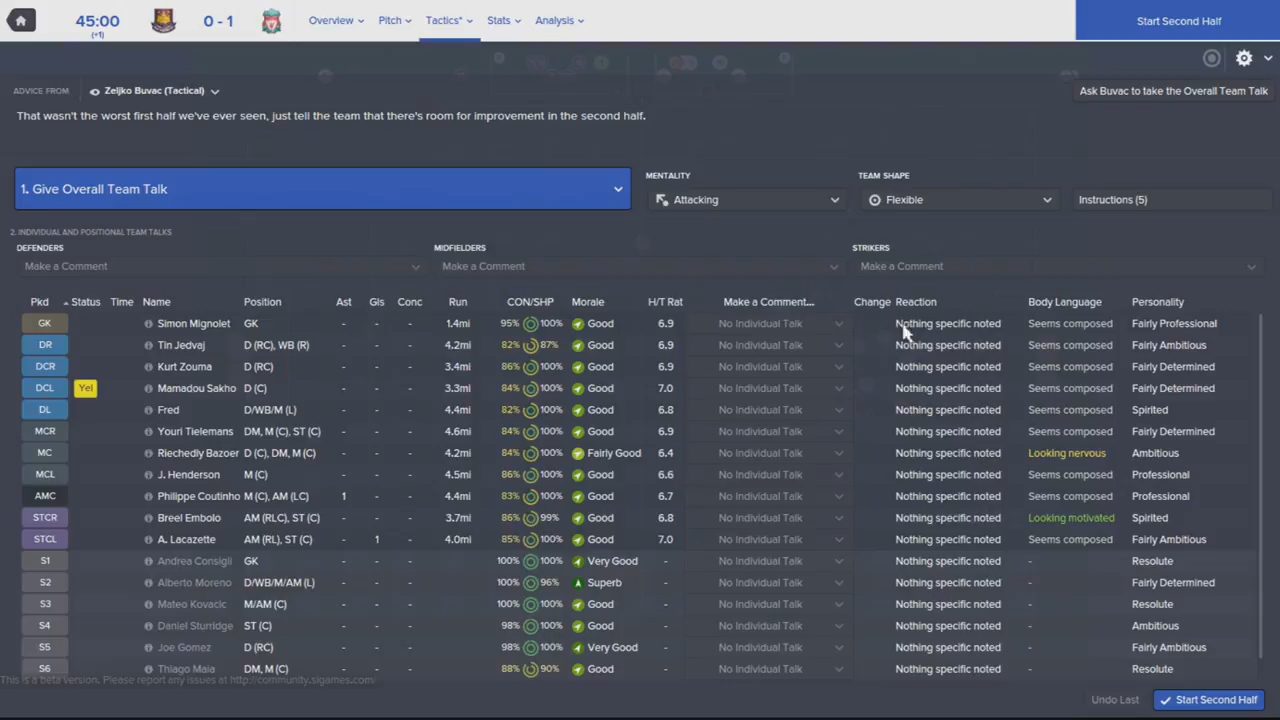 45:00 0 - 1 Overview Pitch Tactics* Stats Analysis Start Second Half
(+1)
ADVICE FROM Zeljko Buvac (Tactical) Ask Buvac to take the Overall Team Talk
That wasn't the worst first half we've ever seen, just tell the team that there's room for improvement in the second half.
MENTALITY TEAM SHAPE
1. Give Overall Team Talk Attacking Flexible Instructions (5)
2. INDIVIDUAL AND POSITIONAL TEAM TALKS
DEFENDERS MIDFIELDERS STRIKERS
Make a Comment Make a Comment Make a Comment
Pkd Status Time Name Position Ast Gls Conc Run CON/SHP Morale H/T Rat Make a Comment... Change Reaction Body Language Personality
GK Simon Mignolet GK - - - 1.4mi 95% 100% Good 6.9 No Individual Talk Nothing specific noted Seems composed Fairly Professional
DR Tin Jedvaj D (RC), WB (R) - - - 4.2mi 82% 87% Good 6.9 No Individual Talk Nothing specific noted Seems composed Fairly Ambitious
DCR Kurt Zouma D (RC) - - - 3.4mi 86% 100% Good 6.9 No Individual Talk Nothing specific noted Seems composed Fairly Determined
DCL Yel Mamadou Sakho D (C) - - - 3.3mi 84% 100% Good 7.0 No Individual Talk Nothing specific noted Seems composed Fairly Determined
DL Fred D/WB/M (L) - - - 4.4mi 82% 100% Good 6.8 No Individual Talk Nothing specific noted Seems composed Spirited
MCR Youri Tielemans DM, M (C), ST (C) - - - 4.6mi 84% 100% Good 6.9 No Individual Talk Nothing specific noted Seems composed Fairly Determined
MC Riechedly Bazoer D (C), DM, M (C) - - - 4.2mi 84% 100% Fairly Good 6.4 No Individual Talk Nothing specific noted Looking nervous Ambitious
MCL J. Henderson M (C) - - - 4.5mi 86% 100% Good 6.6 No Individual Talk Nothing specific noted Seems composed Professional
AMC Philippe Coutinho M (C), AM (LC) 1 - - 4.4mi 83% 100% Good 6.7 No Individual Talk Nothing specific noted Seems composed Professional
STCR Breel Embolo AM (RLC), ST (C) - - - 3.7mi 86% 99% Good 6.8 No Individual Talk Nothing specific noted Looking motivated Spirited
STCL A. Lacazette AM (RL), ST (C) - 1 - 4.0mi 85% 100% Good 7.0 No Individual Talk Nothing specific noted Seems composed Fairly Ambitious
S1 Andrea Consigli GK - - - 100% 100% Very Good - No Individual Talk Nothing specific noted - Resolute
S2 Alberto Moreno D/WB/M/AM (L) - - - 100% 96% Superb - No Individual Talk Nothing specific noted - Fairly Determined
S3 Mateo Kovacic M/AM (C) - - - 100% 100% Good - No Individual Talk Nothing specific noted - Resolute
S4 Daniel Sturridge ST (C) - - - 98% 100% Good - No Individual Talk Nothing specific noted - Ambitious
S5 Joe Gomez D (RC) - - - 98% 100% Very Good - No Individual Talk Nothing specific noted - Fairly Ambitious
S6 Thiago Maia DM, M (C) - - - 88% 90% Good - No Individual Talk Nothing specific noted - Resolute
This is a beta version. Please report any issues at http://community.sigames.com/
Undo Last Start Second Half